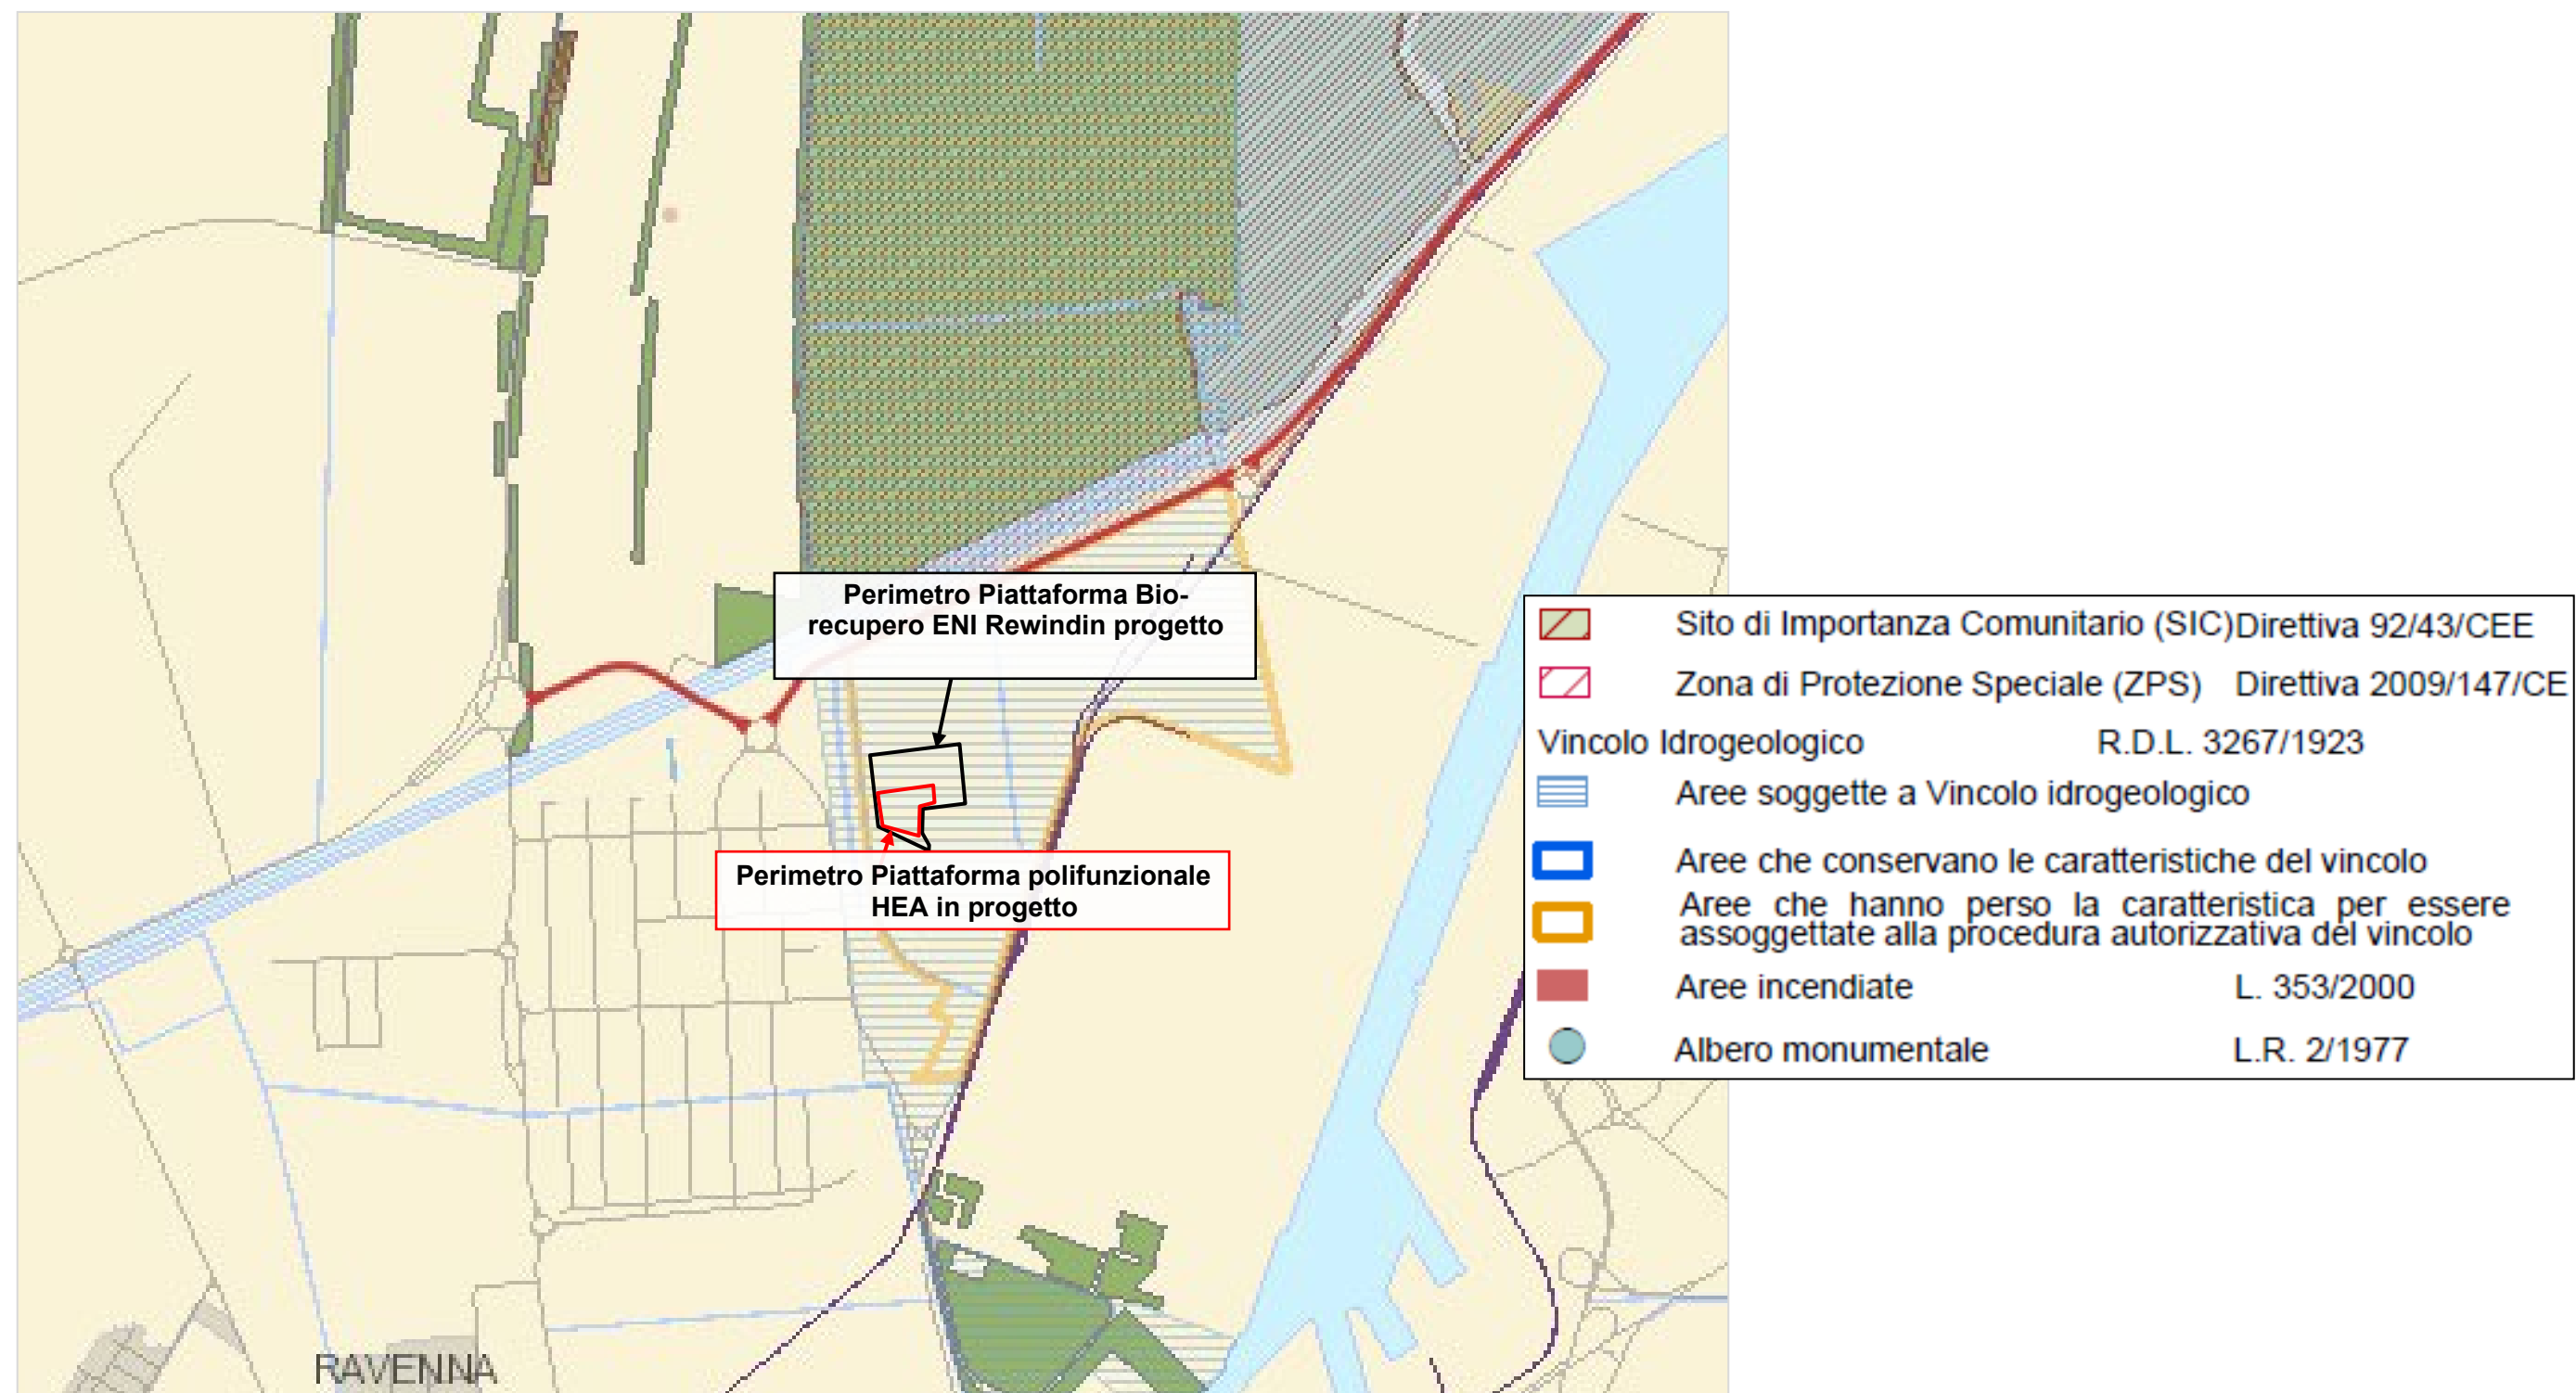 Perimetro Piattaforma Bio-
recupero ENI Rewindin progetto
Perimetro Piattaforma polifunzionale
HEA in progetto
RAVENNA
Sito di Importanza Comunitario (SIC) Direttiva 92/43/CEE
Zona di Protezione Speciale (ZPS) Direttiva 2009/147/CE
Vincolo Idrogeologico R.D.L. 3267/1923
Aree soggette a Vincolo idrogeologico
Aree che conservano le caratteristiche del vincolo
Aree che hanno perso la caratteristica per essere
assoggettate alla procedura autorizzativa del vincolo
Aree incendiate L. 353/2000
Albero monumentale L.R. 2/1977